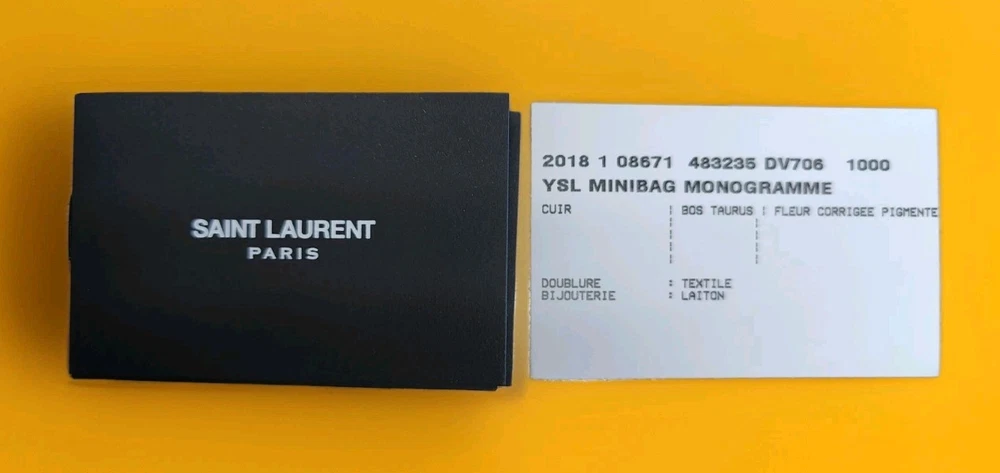 SAINT LAURENT
PARIS
2018 1 08671 483235 DV706 1000
YSL MINIBAG MONOGRAMME
CUIR | BOS TAURUS | FLEUR CORRIGEE PIGMENTE
DOUBLURE : TEXTILE
BIJOUTERIE : LAITON